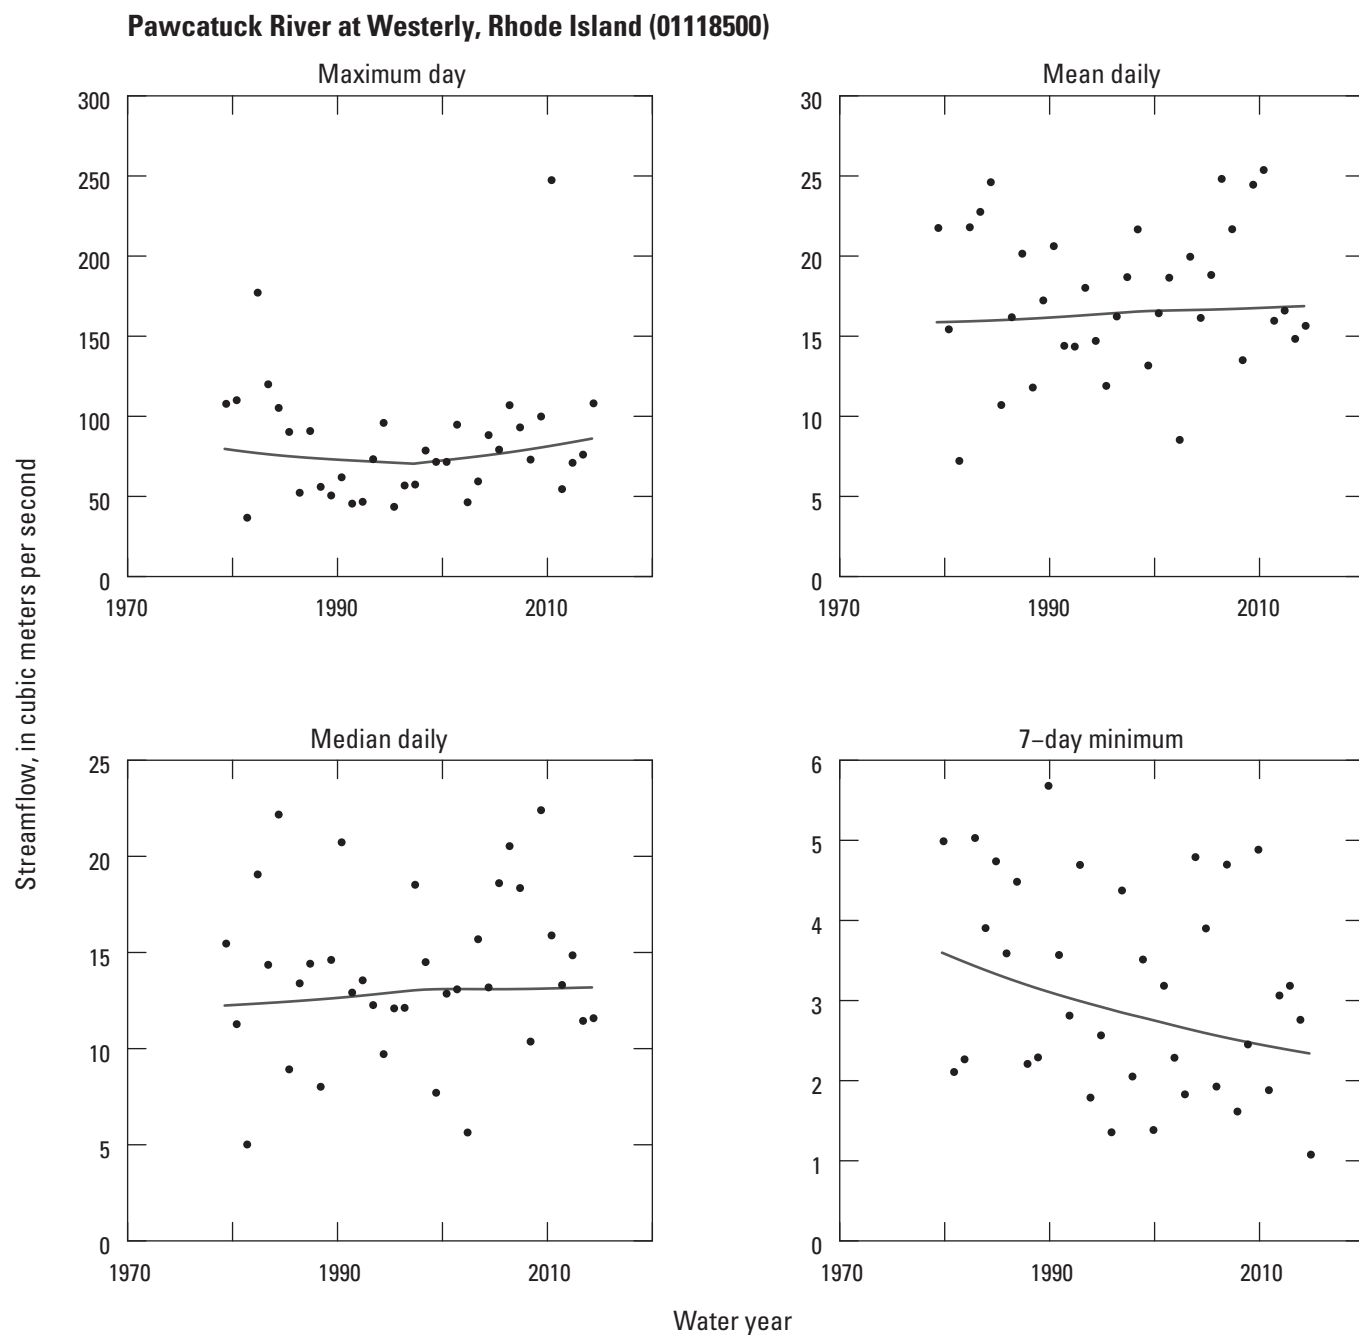 Pawcatuck River at Westerly, Rhode Island (01118500)
Maximum day
300
250
200
150
100
50
0
1970 1990 2010
Mean daily
30
25
20
15
10
5
0
1970 1990 2010
Streamflow, in cubic meters per second
Median daily
25
20
15
10
5
0
1970 1990 2010
7–day minimum
6
5
4
3
2
1
0
1970 1990 2010
Water year